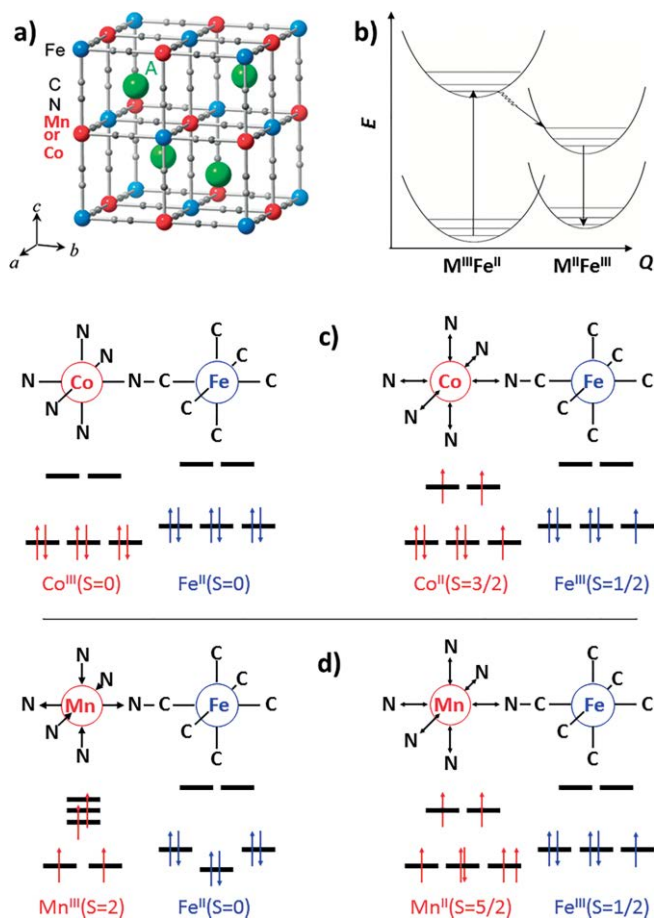 a)
Fe
C
N
Mn
or
Co
A
c
a
b
b)
E
M^III Fe^II
M^II Fe^III
Q
c)
N
N
N
Co
N
N
N
C
C
C
Fe
C
C
C
Co^III(S=0)
Fe^II(S=0)
N
N
N
Co
N
N
N
C
C
C
Fe
C
C
C
Co^II(S=3/2)
Fe^III(S=1/2)
d)
N
N
N
Mn
N
N
N
C
C
C
Fe
C
C
C
Mn^III(S=2)
Fe^II(S=0)
N
N
N
Mn
N
N
N
C
C
C
Fe
C
C
C
Mn^II(S=5/2)
Fe^III(S=1/2)